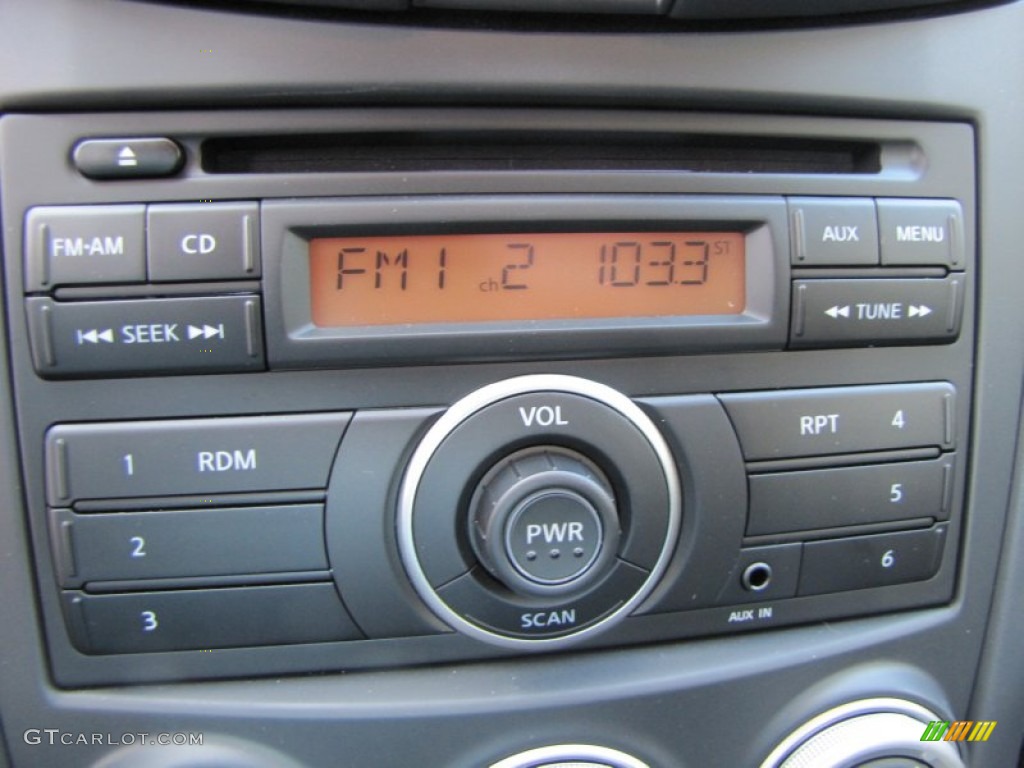 FM-AM CD AUX MENU
FM1 ch2 103.3 ST
SEEK TUNE
VOL
1 RDM RPT 4
PWR
2 5
3 6
SCAN
AUX IN
GTCARLOT.COM